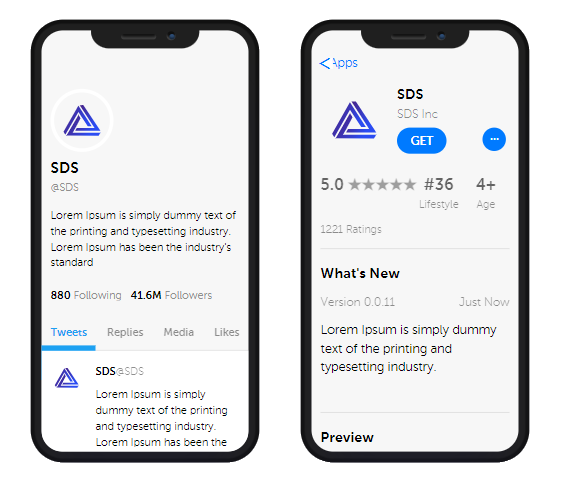 SDS
@SDS
Lorem Ipsum is simply dummy text of
the printing and typesetting industry.
Lorem Ipsum has been the industry's
standard
880 Following 41.6M Followers
Tweets Replies Media Likes
SDS@SDS
Lorem Ipsum is simply
dummy text of the printing
and typesetting industry.
Lorem Ipsum has been the
Apps
SDS
SDS Inc
GET
5.0 ★★★★★ #36 4+
Lifestyle Age
1221 Ratings
What's New
Version 0.0.11 Just Now
Lorem Ipsum is simply dummy
text of the printing and
typesetting industry.
Preview